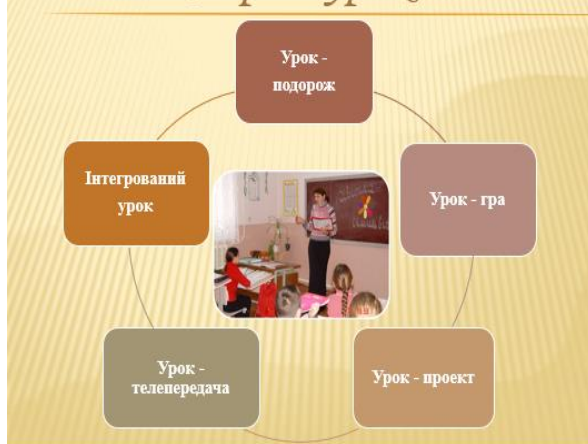 Урок -
подорож
Інтегрований
урок
Урок - гра
Урок -
телепередача
Урок - проект